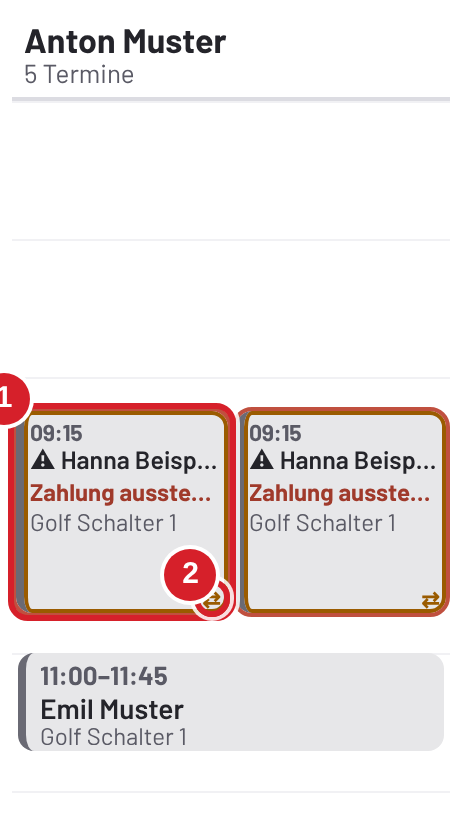 Anton Muster
5 Termine
1
09:15
Hanna Beisp...
Zahlung ausste...
Golf Schalter 1
2
09:15
Hanna Beisp...
Zahlung ausste...
Golf Schalter 1
11:00–11:45
Emil Muster
Golf Schalter 1